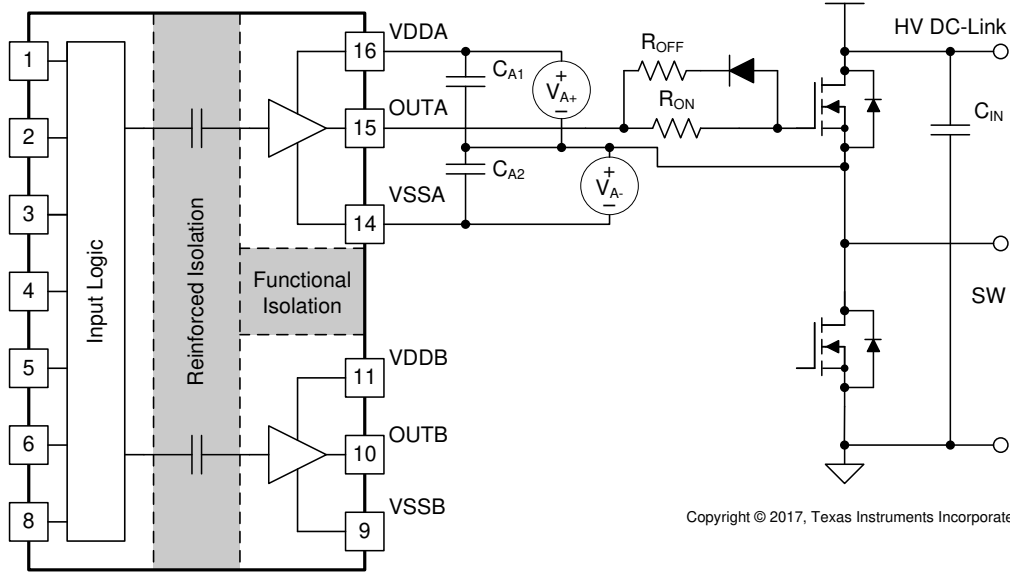 1
2
3
4
5
6
8
Input Logic
Reinforced Isolation
Functional
Isolation
16
15
14
11
10
9
VDDA
OUTA
VSSA
VDDB
OUTB
VSSB
CA1
CA2
+
VA+
–
+
VA-
–
ROFF
RON
HV DC-Link
CIN
SW
Copyright © 2017, Texas Instruments Incorporate